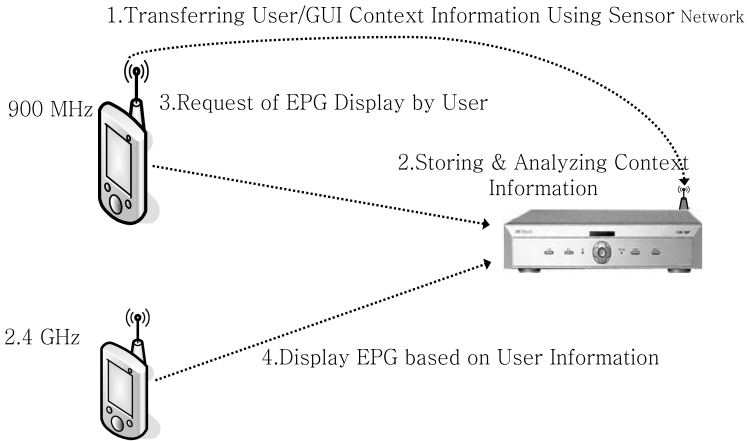 1.Transferring User/GUI Context Information Using Sensor Network
900 MHz
3.Request of EPG Display by User
2.Storing & Analyzing Context
Information
2.4 GHz
4.Display EPG based on User Information